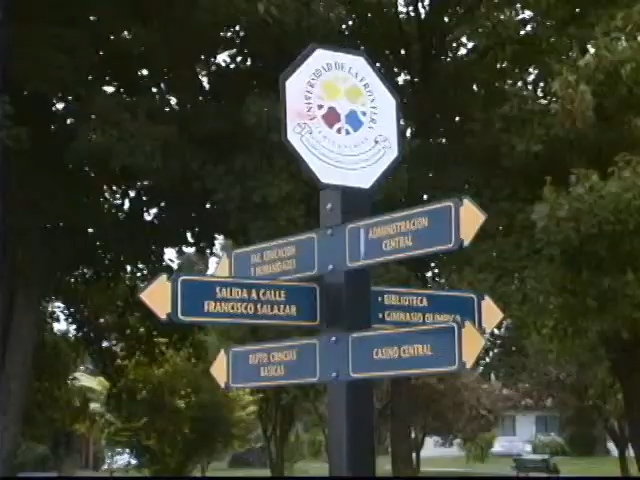 UNIVERSIDAD DE LA FRONTERA
ADMINISTRACION
CENTRAL
FAC. EDUCACION
Y HUMANIDADES
SALIDA A CALLE
FRANCISCO SALAZAR
• BIBLIOTECA
• GIMNASIO OLIMPICO
DEPTO. CIENCIAS
BASICAS
CASINO CENTRAL